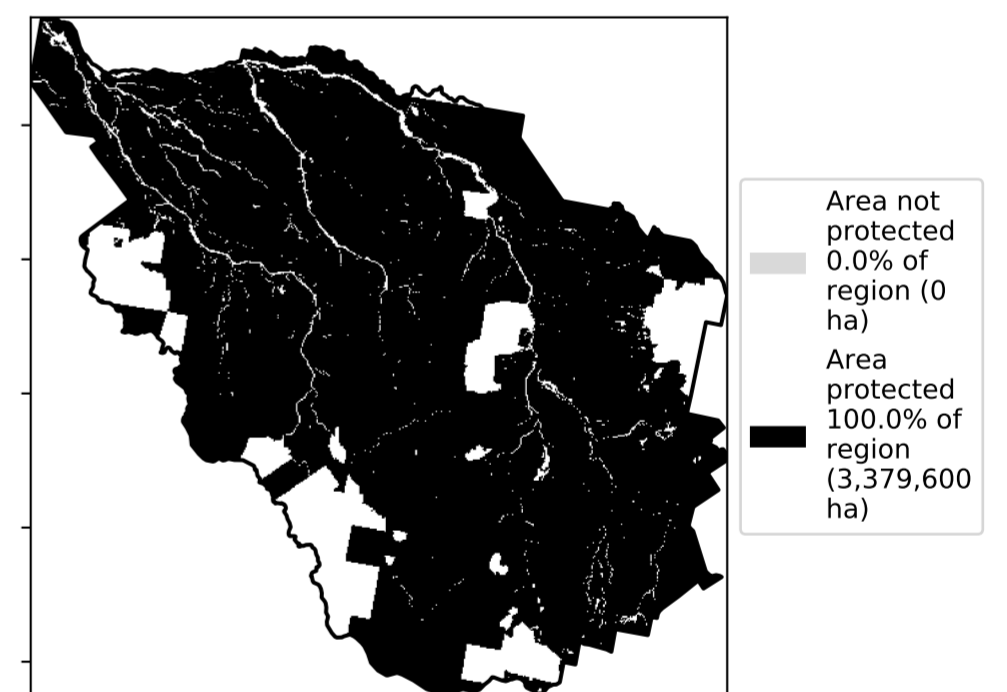 Area not
protected
0.0% of
region (0
ha)
Area
protected
100.0% of
region
(3,379,600
ha)